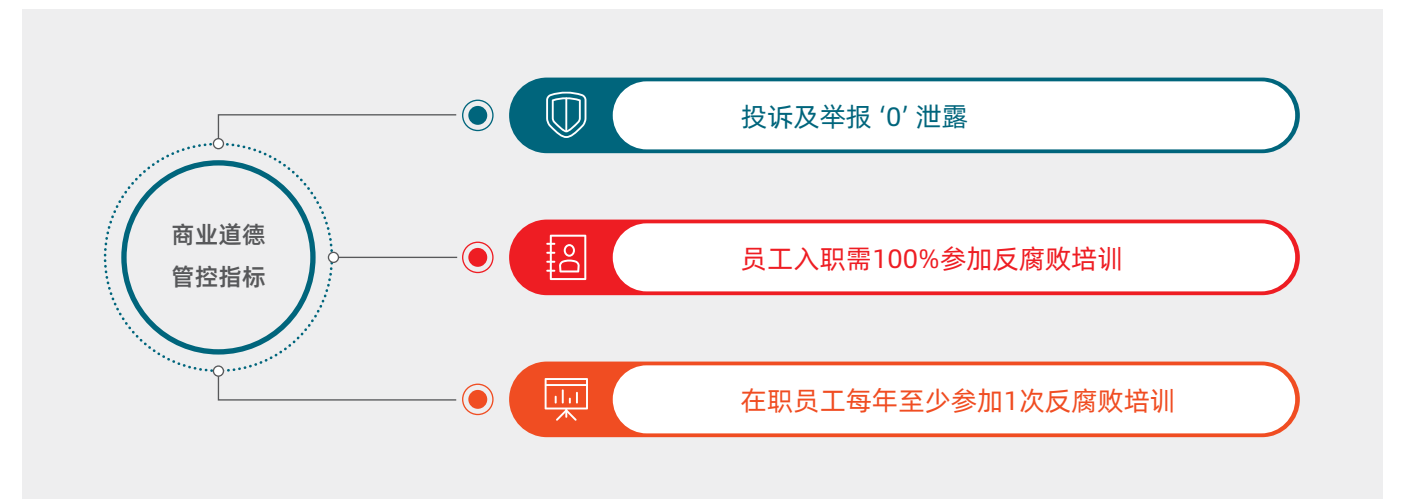 商业道德
管控指标
投诉及举报 ‘0’ 泄露
员工入职需100%参加反腐败培训
在职员工每年至少参加1次反腐败培训